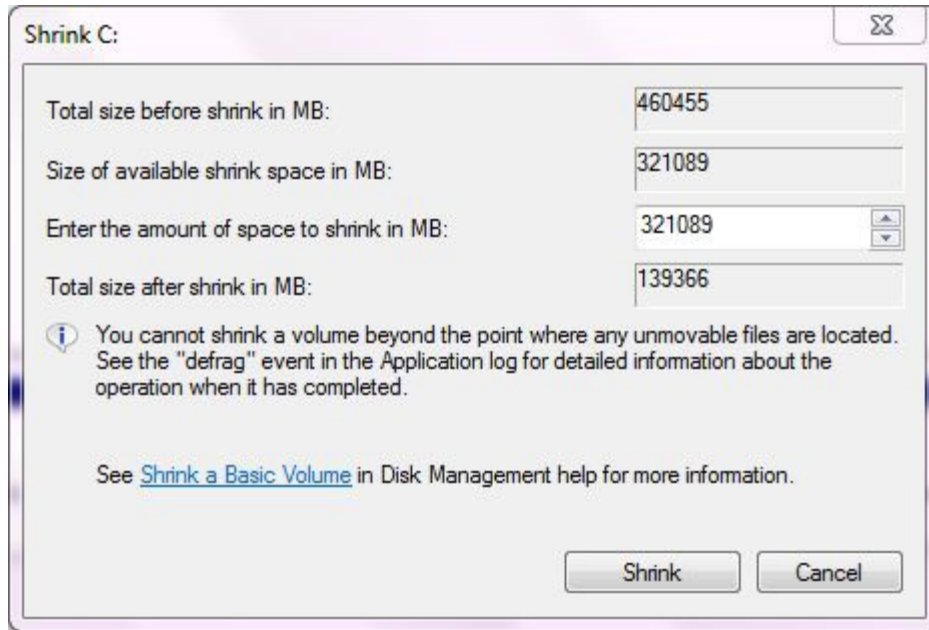 Shrink C:
Total size before shrink in MB: 460455
Size of available shrink space in MB: 321089
Enter the amount of space to shrink in MB: 321089
Total size after shrink in MB: 139366
You cannot shrink a volume beyond the point where any unmovable files are located.
See the "defrag" event in the Application log for detailed information about the
operation when it has completed.
See Shrink a Basic Volume in Disk Management help for more information.
Shrink Cancel